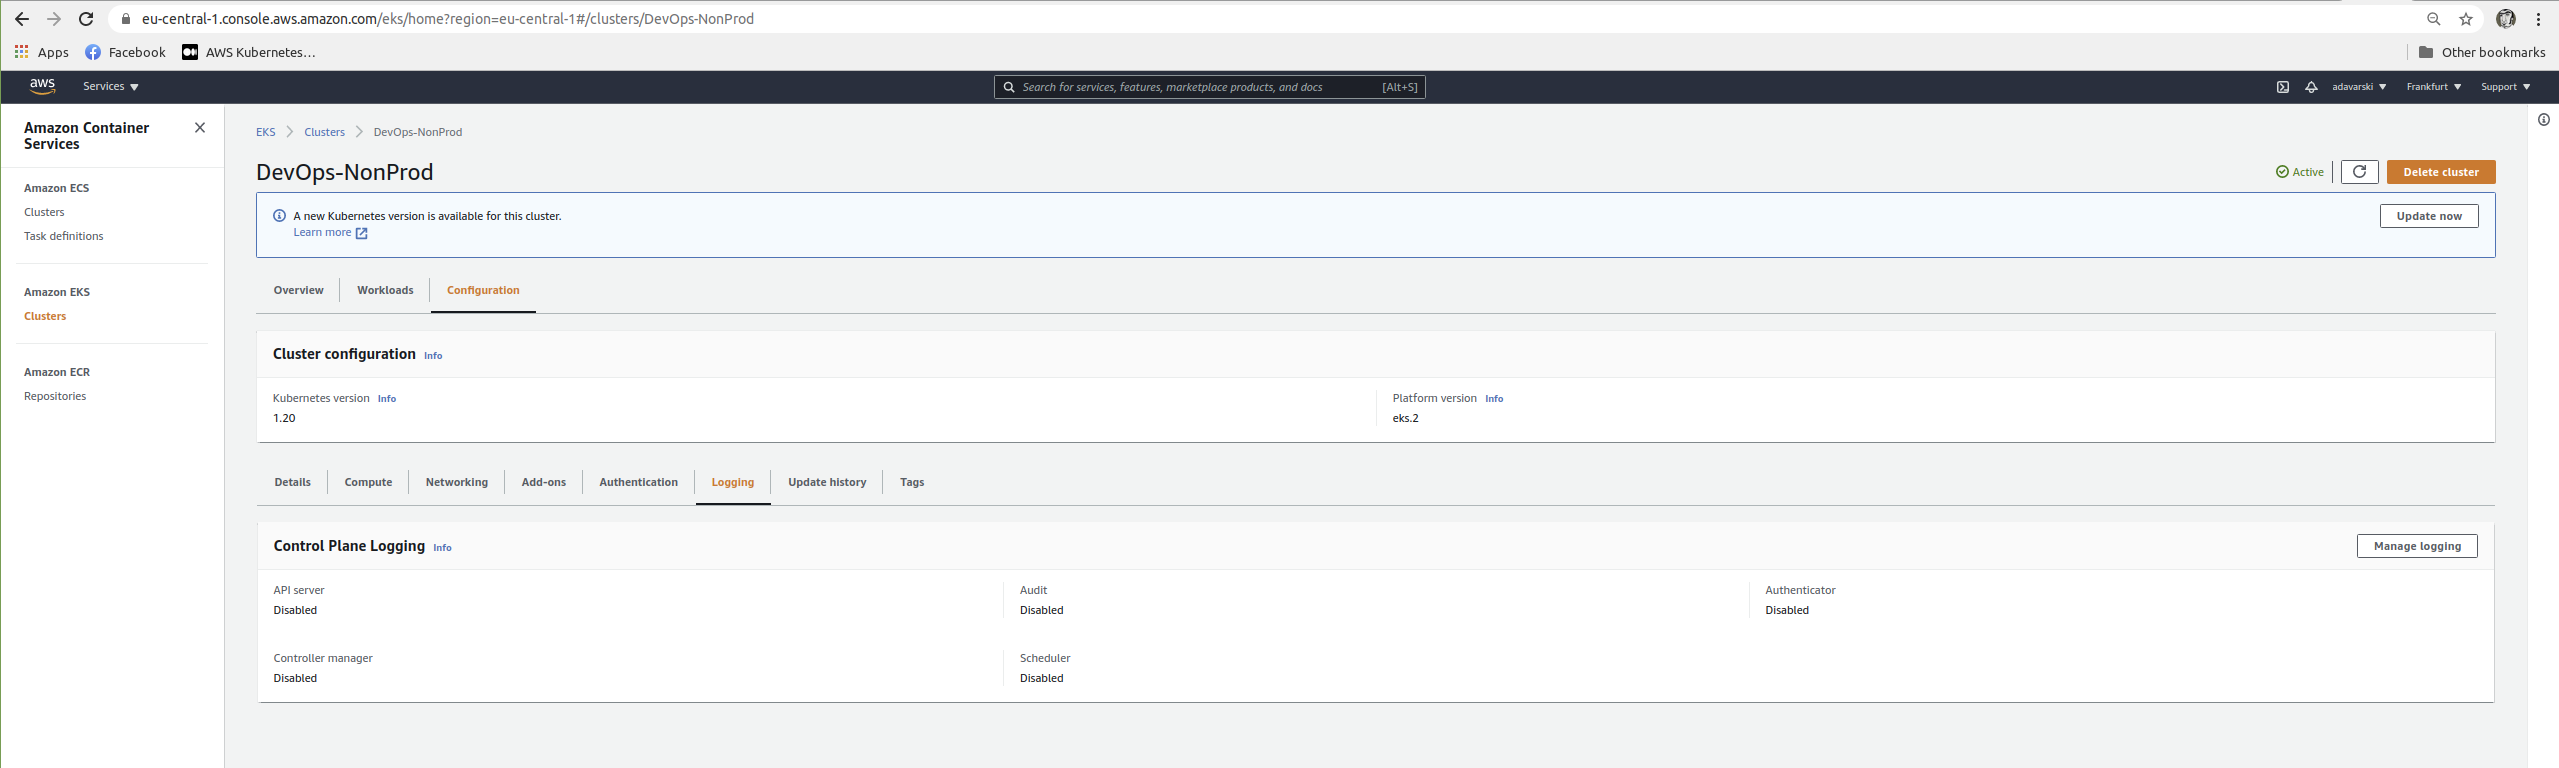 eu-central-1.console.aws.amazon.com/eks/home?region=eu-central-1#/clusters/DevOps-NonProd
Apps Facebook AWS Kubernetes... Other bookmarks
aws Services Search for services, features, marketplace products, and docs [Alt+S] adavarski Frankfurt Support
Amazon Container
Services
Amazon ECS
Clusters
Task definitions
Amazon EKS
Clusters
Amazon ECR
Repositories
EKS Clusters DevOps-NonProd
DevOps-NonProd Active Delete cluster
A new Kubernetes version is available for this cluster. Update now
Learn more
Overview Workloads Configuration
Cluster configuration Info
Kubernetes version Info Platform version Info
1.20 eks.2
Details Compute Networking Add-ons Authentication Logging Update history Tags
Control Plane Logging Info Manage logging
API server Audit Authenticator
Disabled Disabled Disabled
Controller manager Scheduler
Disabled Disabled